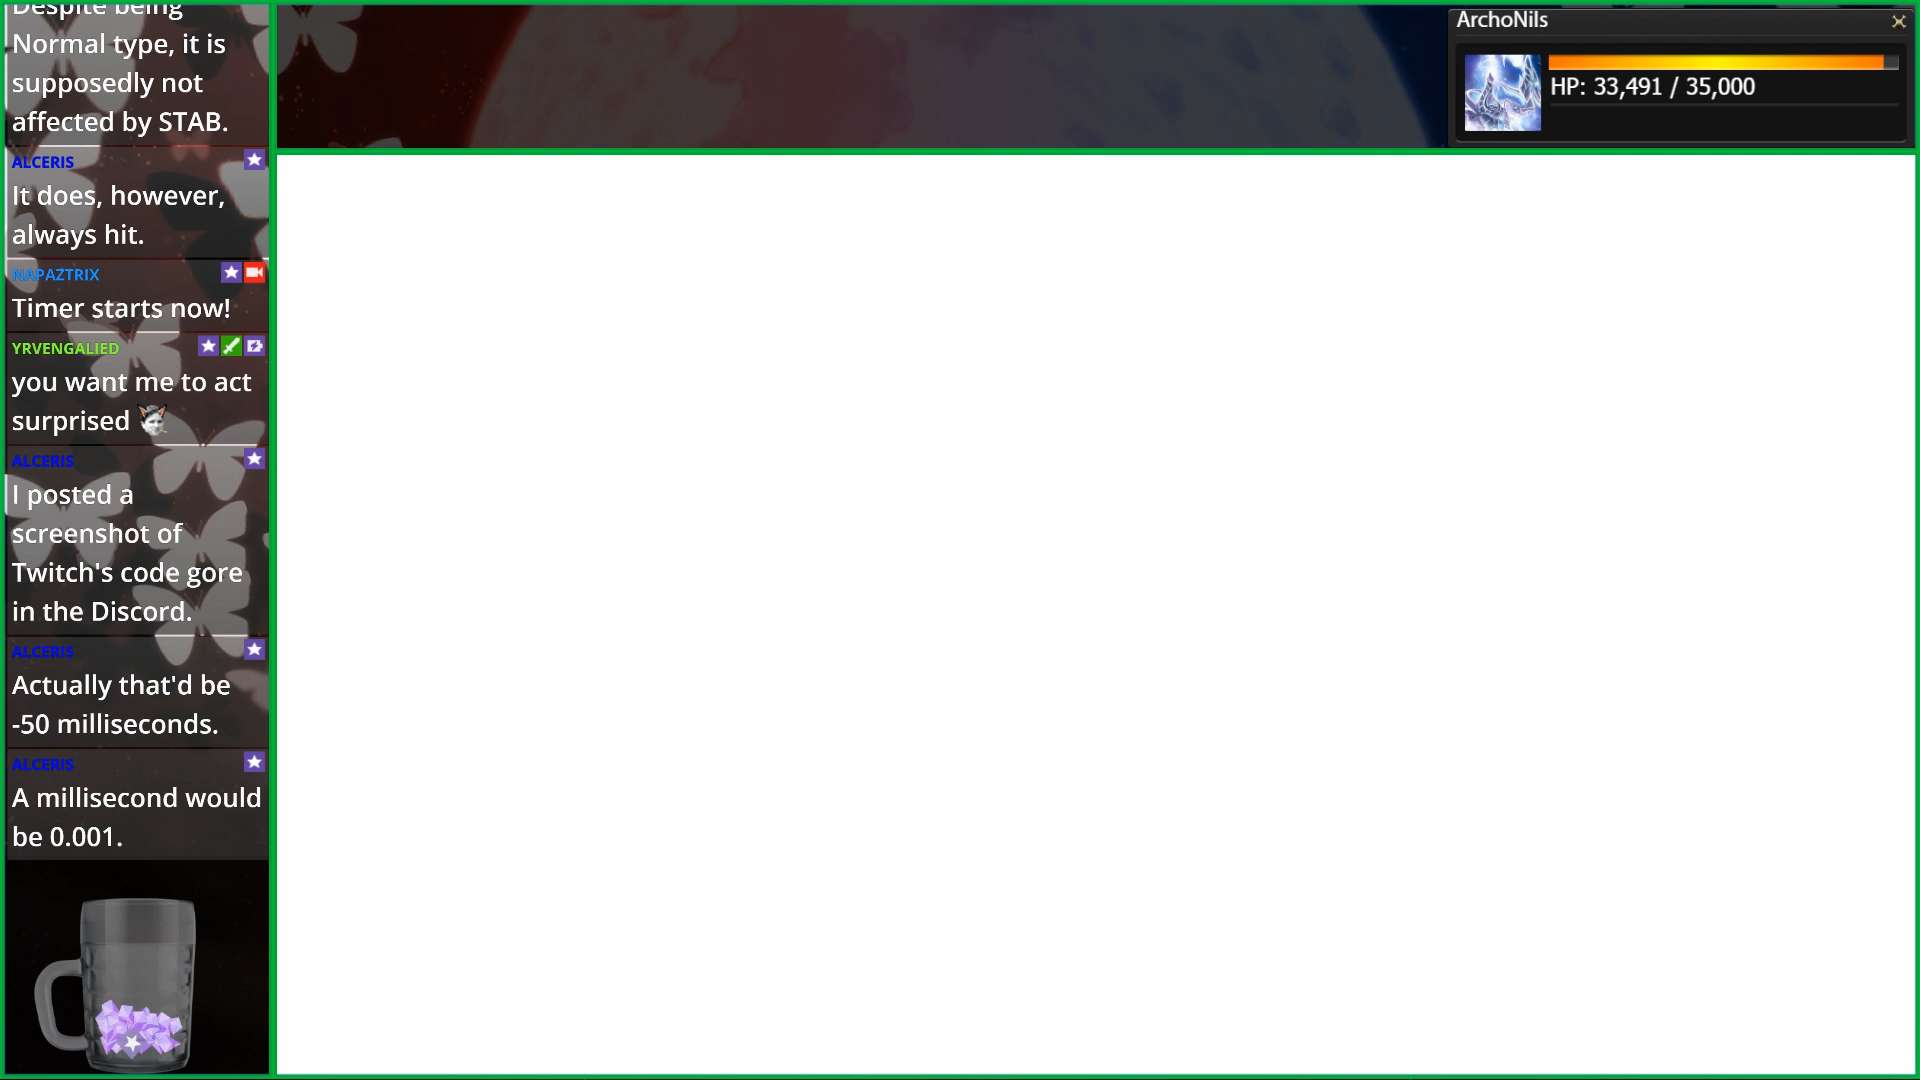 Despite being
Normal type, it is
supposedly not
affected by STAB.
ALCERIS
It does, however,
always hit.
NAPAZTRIX
Timer starts now!
YRVENGALIED
you want me to act
surprised
ALCERIS
I posted a
screenshot of
Twitch's code gore
in the Discord.
ALCERIS
Actually that'd be
-50 milliseconds.
ALCERIS
A millisecond would
be 0.001.
ArchoNils
HP: 33,491 / 35,000